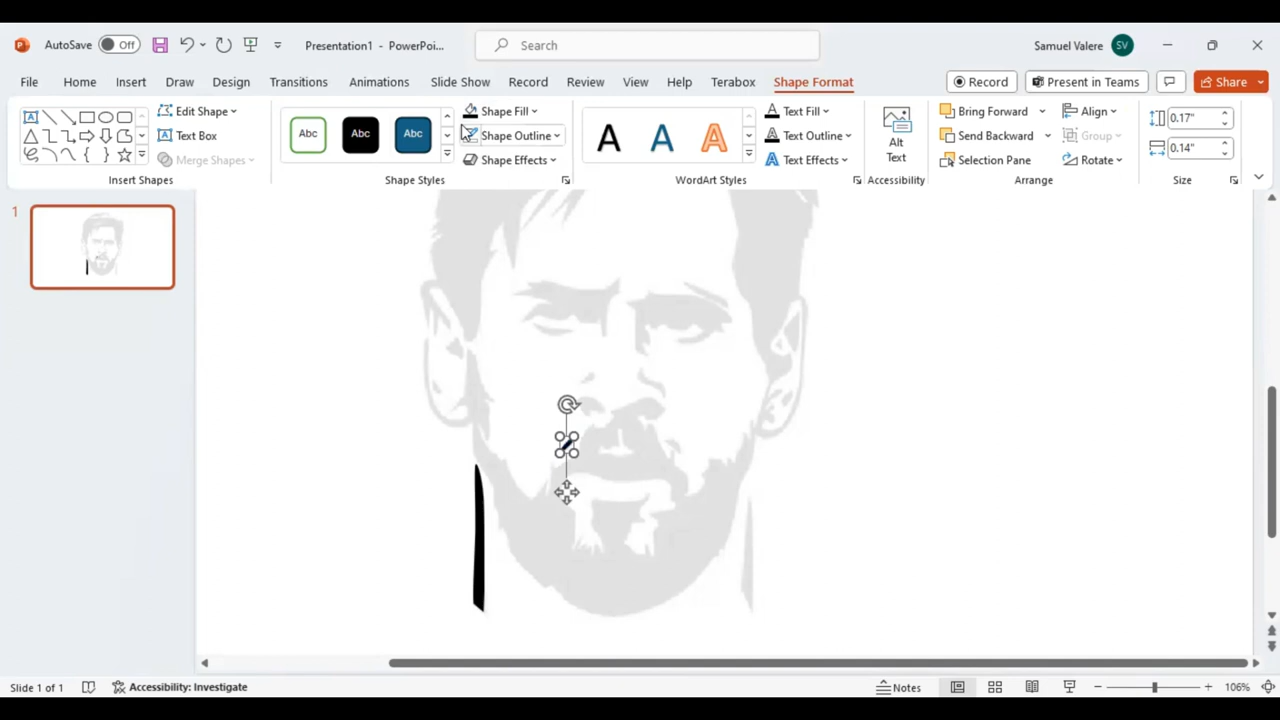 AutoSave Off Presentation1 - PowerPoi... Search Samuel Valere SV
File Home Insert Draw Design Transitions Animations Slide Show Record Review View Help Terabox Shape Format Record Present in Teams Share
Edit Shape Text Box Merge Shapes
Insert Shapes
Abc Abc Abc
Shape Fill Shape Outline Shape Effects
Shape Styles
A A A
Text Fill Text Outline Text Effects
WordArt Styles
A Alt Text
Accessibility
Bring Forward Send Backward Selection Pane Align Group Rotate
Arrange
0.17"
0.14"
Size
1
Slide 1 of 1 Accessibility: Investigate Notes 106%